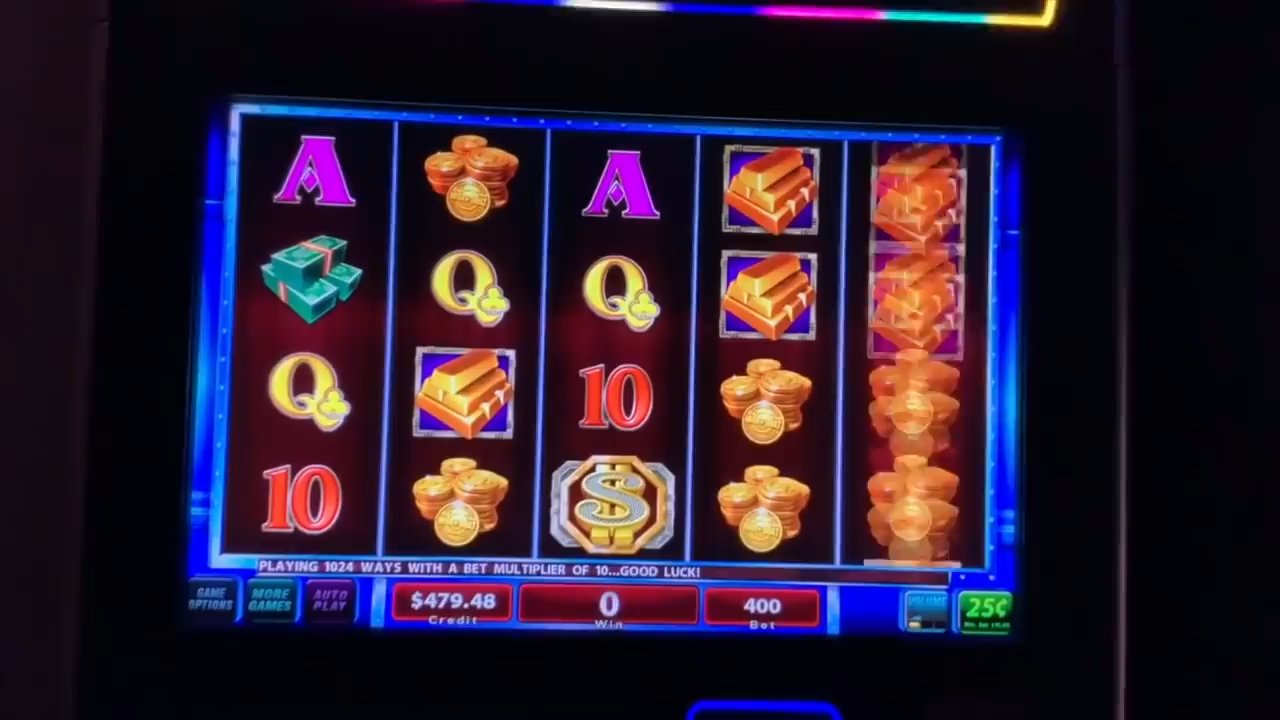 A A
Q Q
Q 10
10 $
PLAYING 1024 WAYS WITH A BET MULTIPLIER OF 10...GOOD LUCK!
GAME OPTIONS
MORE GAMES
AUTO PLAY
$479.48
Credit
0
Win
400
Bet
VOLUME
25¢